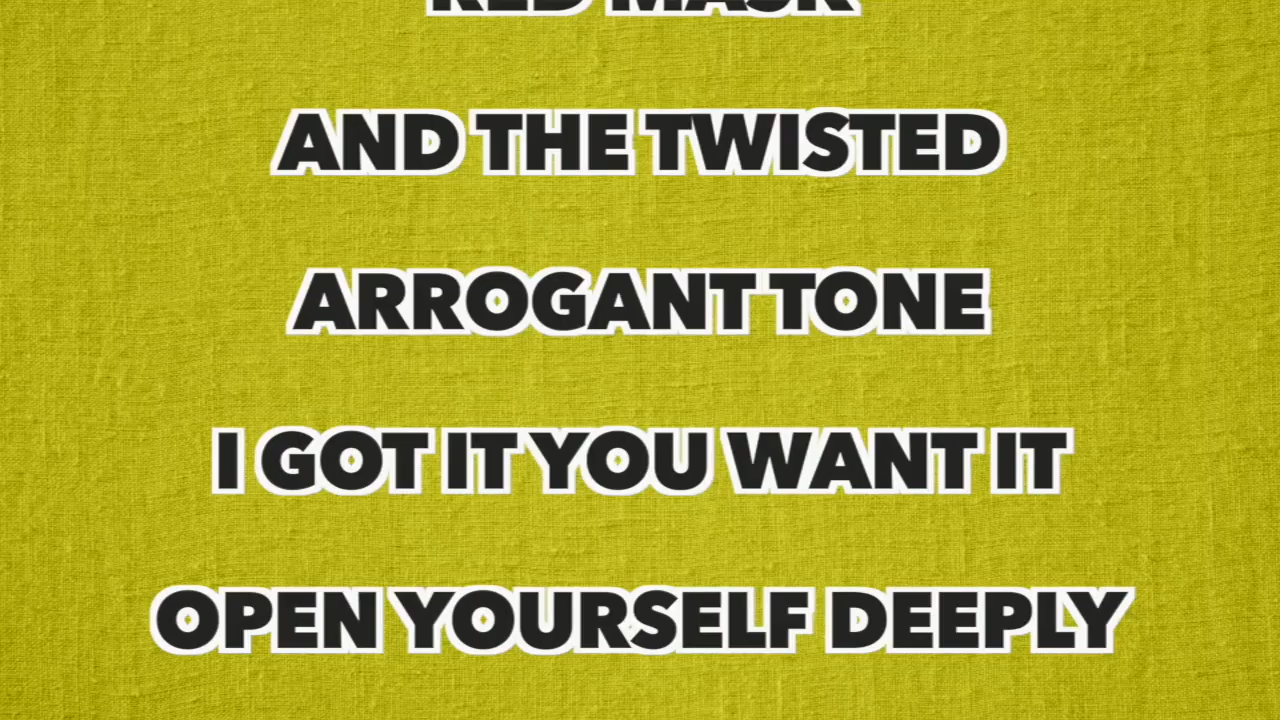 RED MASK
AND THE TWISTED
ARROGANT TONE
I GOT IT YOU WANT IT
OPEN YOURSELF DEEPLY